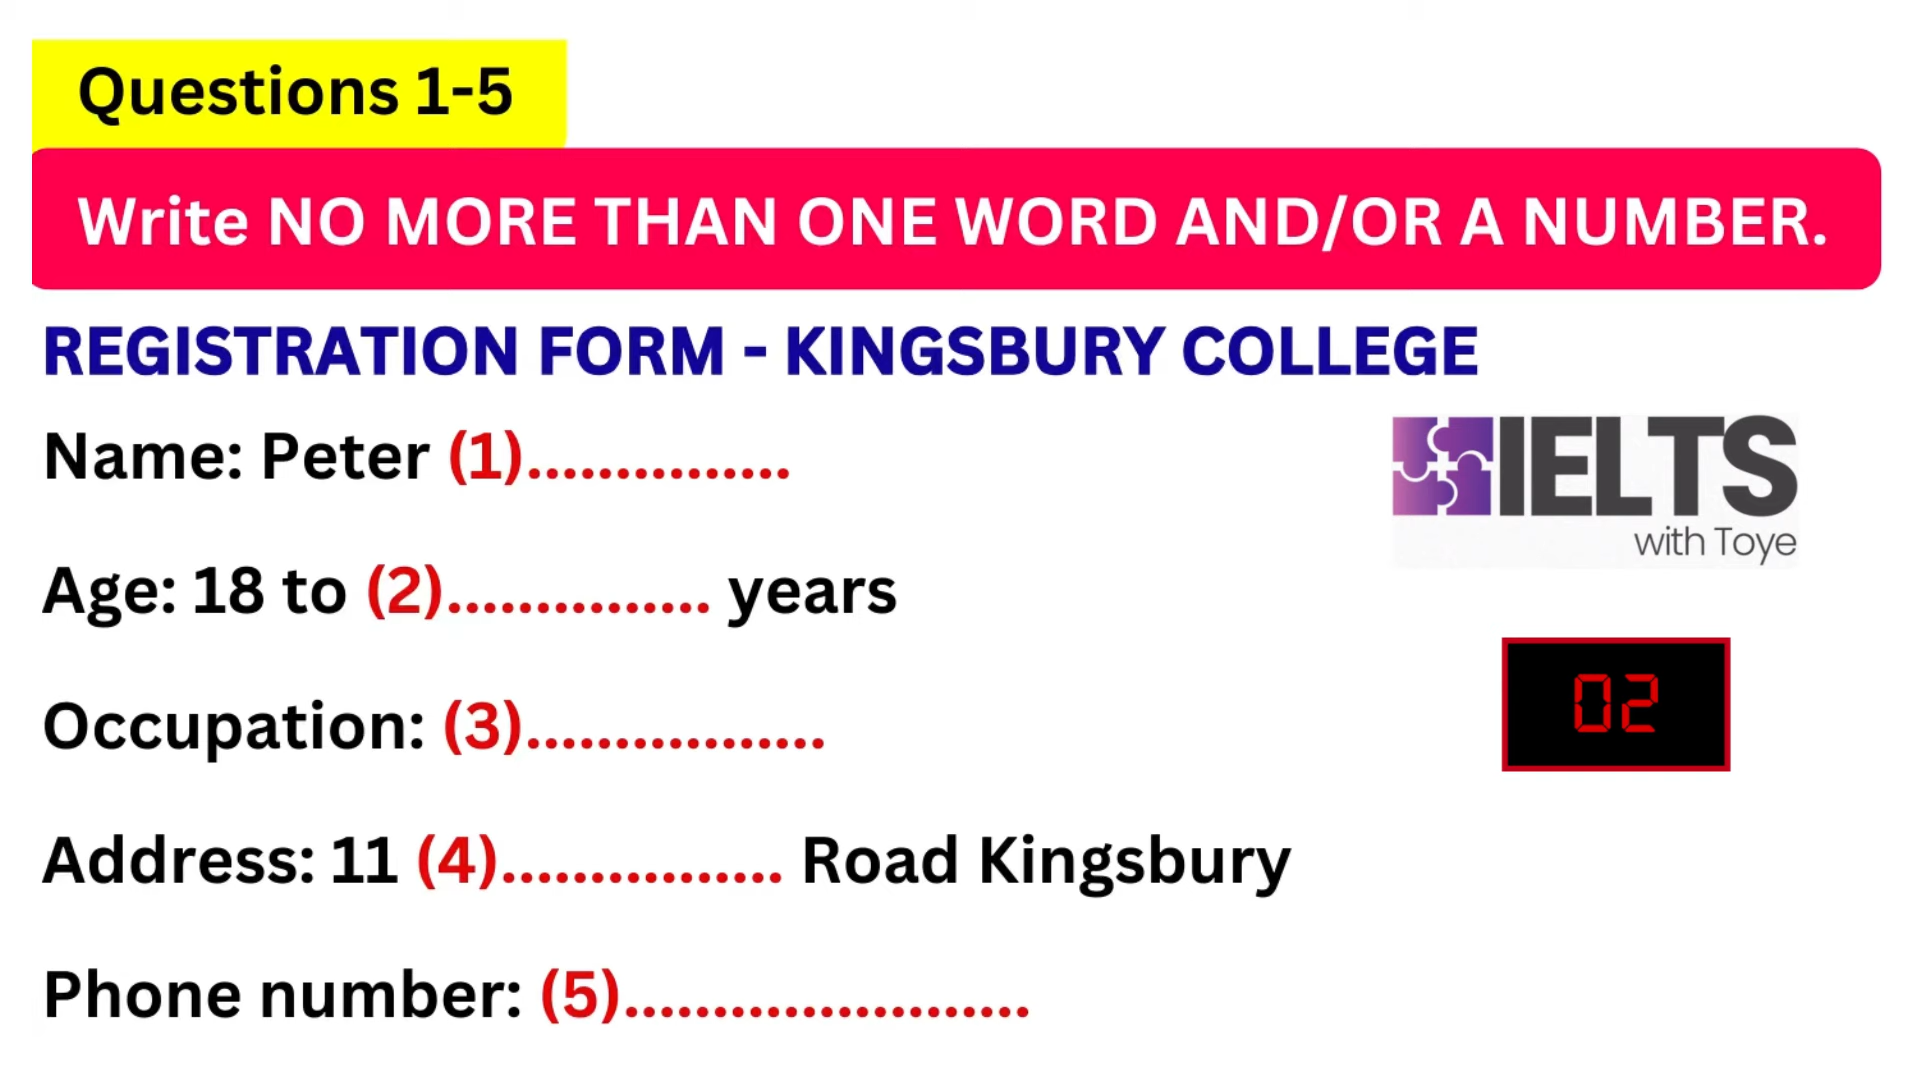 Questions 1-5
Write NO MORE THAN ONE WORD AND/OR A NUMBER.
REGISTRATION FORM - KINGSBURY COLLEGE
Name: Peter (1)...............
IELTS
with Toye
Age: 18 to (2)............... years
02
Occupation: (3).................
Address: 11 (4)................ Road Kingsbury
Phone number: (5).......................